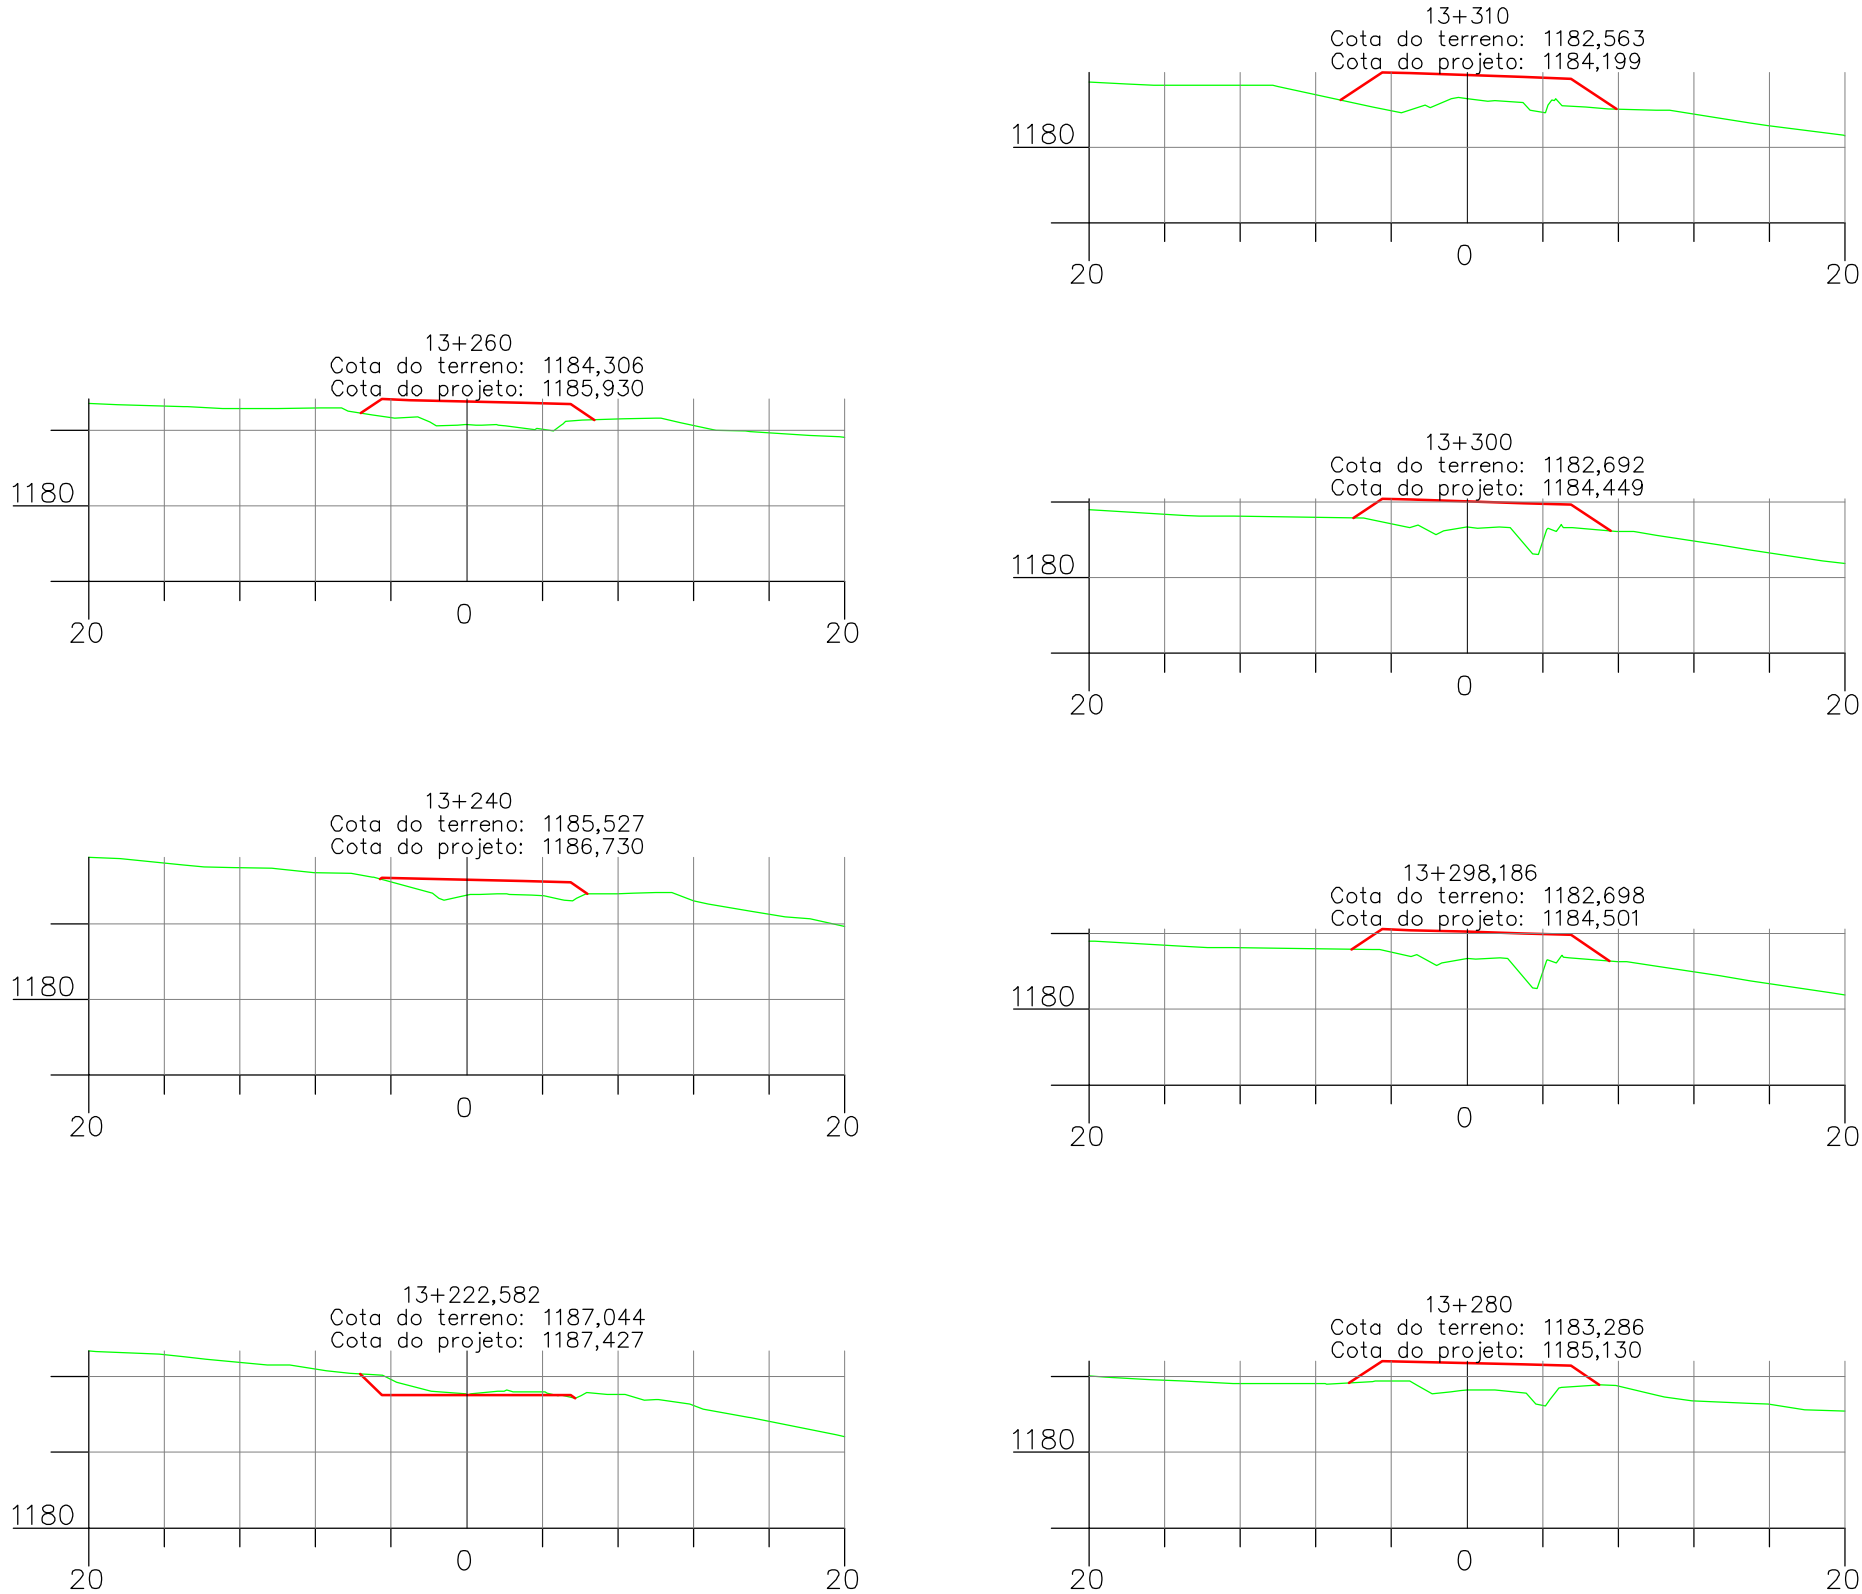 13+310
Cota do terreno: 1182,563
Cota do projeto: 1184,199
1180
0
20
20
13+260
Cota do terreno: 1184,306
Cota do projeto: 1185,930
1180
0
20
20
13+300
Cota do terreno: 1182,692
Cota do projeto: 1184,449
1180
0
20
20
13+240
Cota do terreno: 1185,527
Cota do projeto: 1186,730
1180
0
20
20
13+298,186
Cota do terreno: 1182,698
Cota do projeto: 1184,501
1180
0
20
20
13+222,582
Cota do terreno: 1187,044
Cota do projeto: 1187,427
1180
0
20
20
13+280
Cota do terreno: 1183,286
Cota do projeto: 1185,130
1180
0
20
20